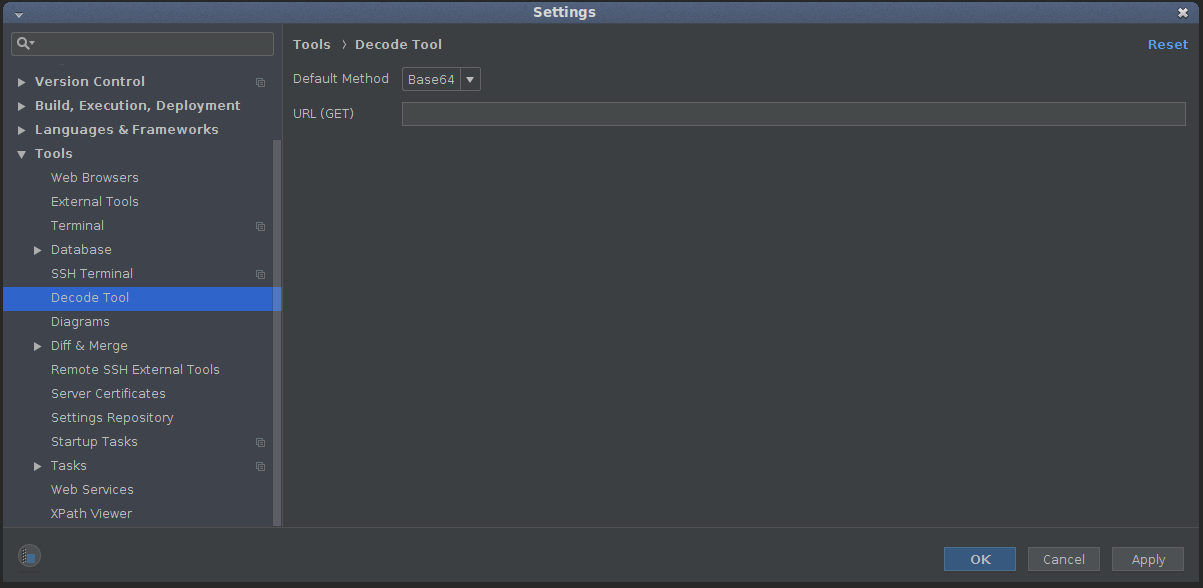 Settings
Tools › Decode Tool
Reset
Version Control
Build, Execution, Deployment
Languages & Frameworks
Tools
Web Browsers
External Tools
Terminal
Database
SSH Terminal
Decode Tool
Diagrams
Diff & Merge
Remote SSH External Tools
Server Certificates
Settings Repository
Startup Tasks
Tasks
Web Services
XPath Viewer
Default Method Base64
URL (GET)
OK Cancel Apply